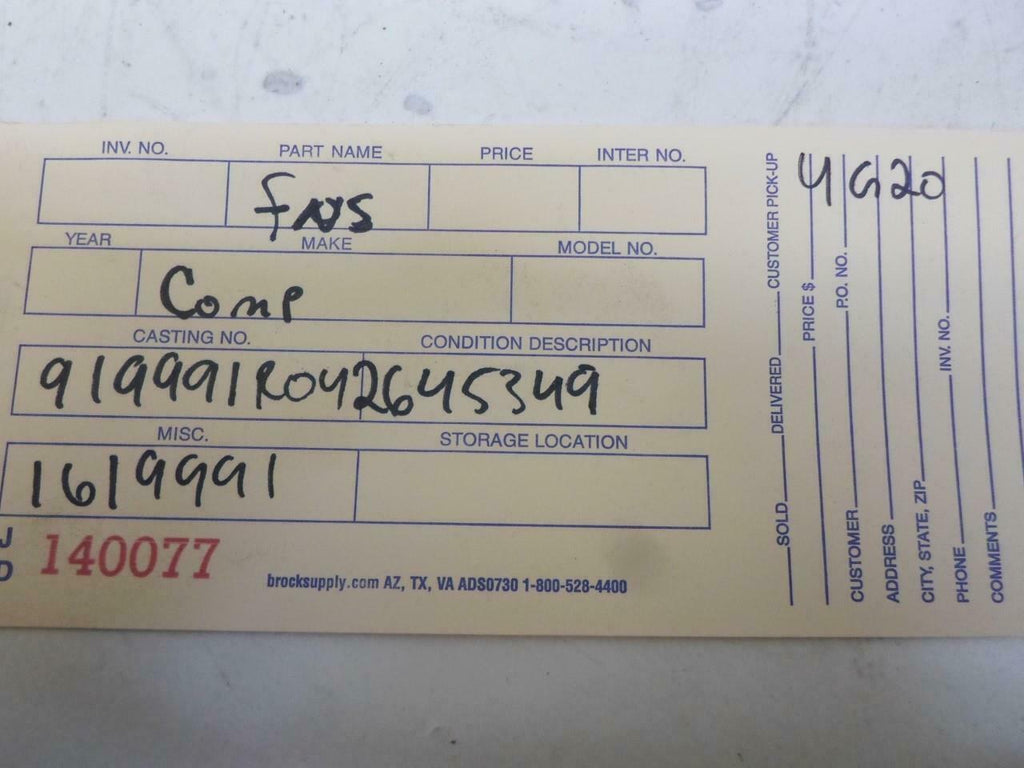 INV. NO. PART NAME PRICE INTER NO.
YEAR MAKE MODEL NO.
Comp
CASTING NO. CONDITION DESCRIPTION
919991R042645349
MISC. STORAGE LOCATION
1619991
J
D
140077
brocksupply.com AZ, TX, VA ADS0730 1-800-528-4400
SOLD DELIVERED CUSTOMER PICK-UP
PRICE $
CUSTOMER P.O. NO.
ADDRESS
CITY, STATE, ZIP
PHONE INV. NO.
COMMENTS
4G20